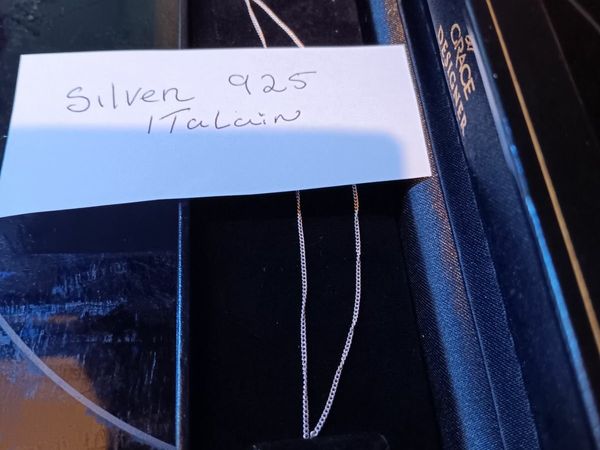 Silver 925
ITaLain
GRACE
DESIGNER